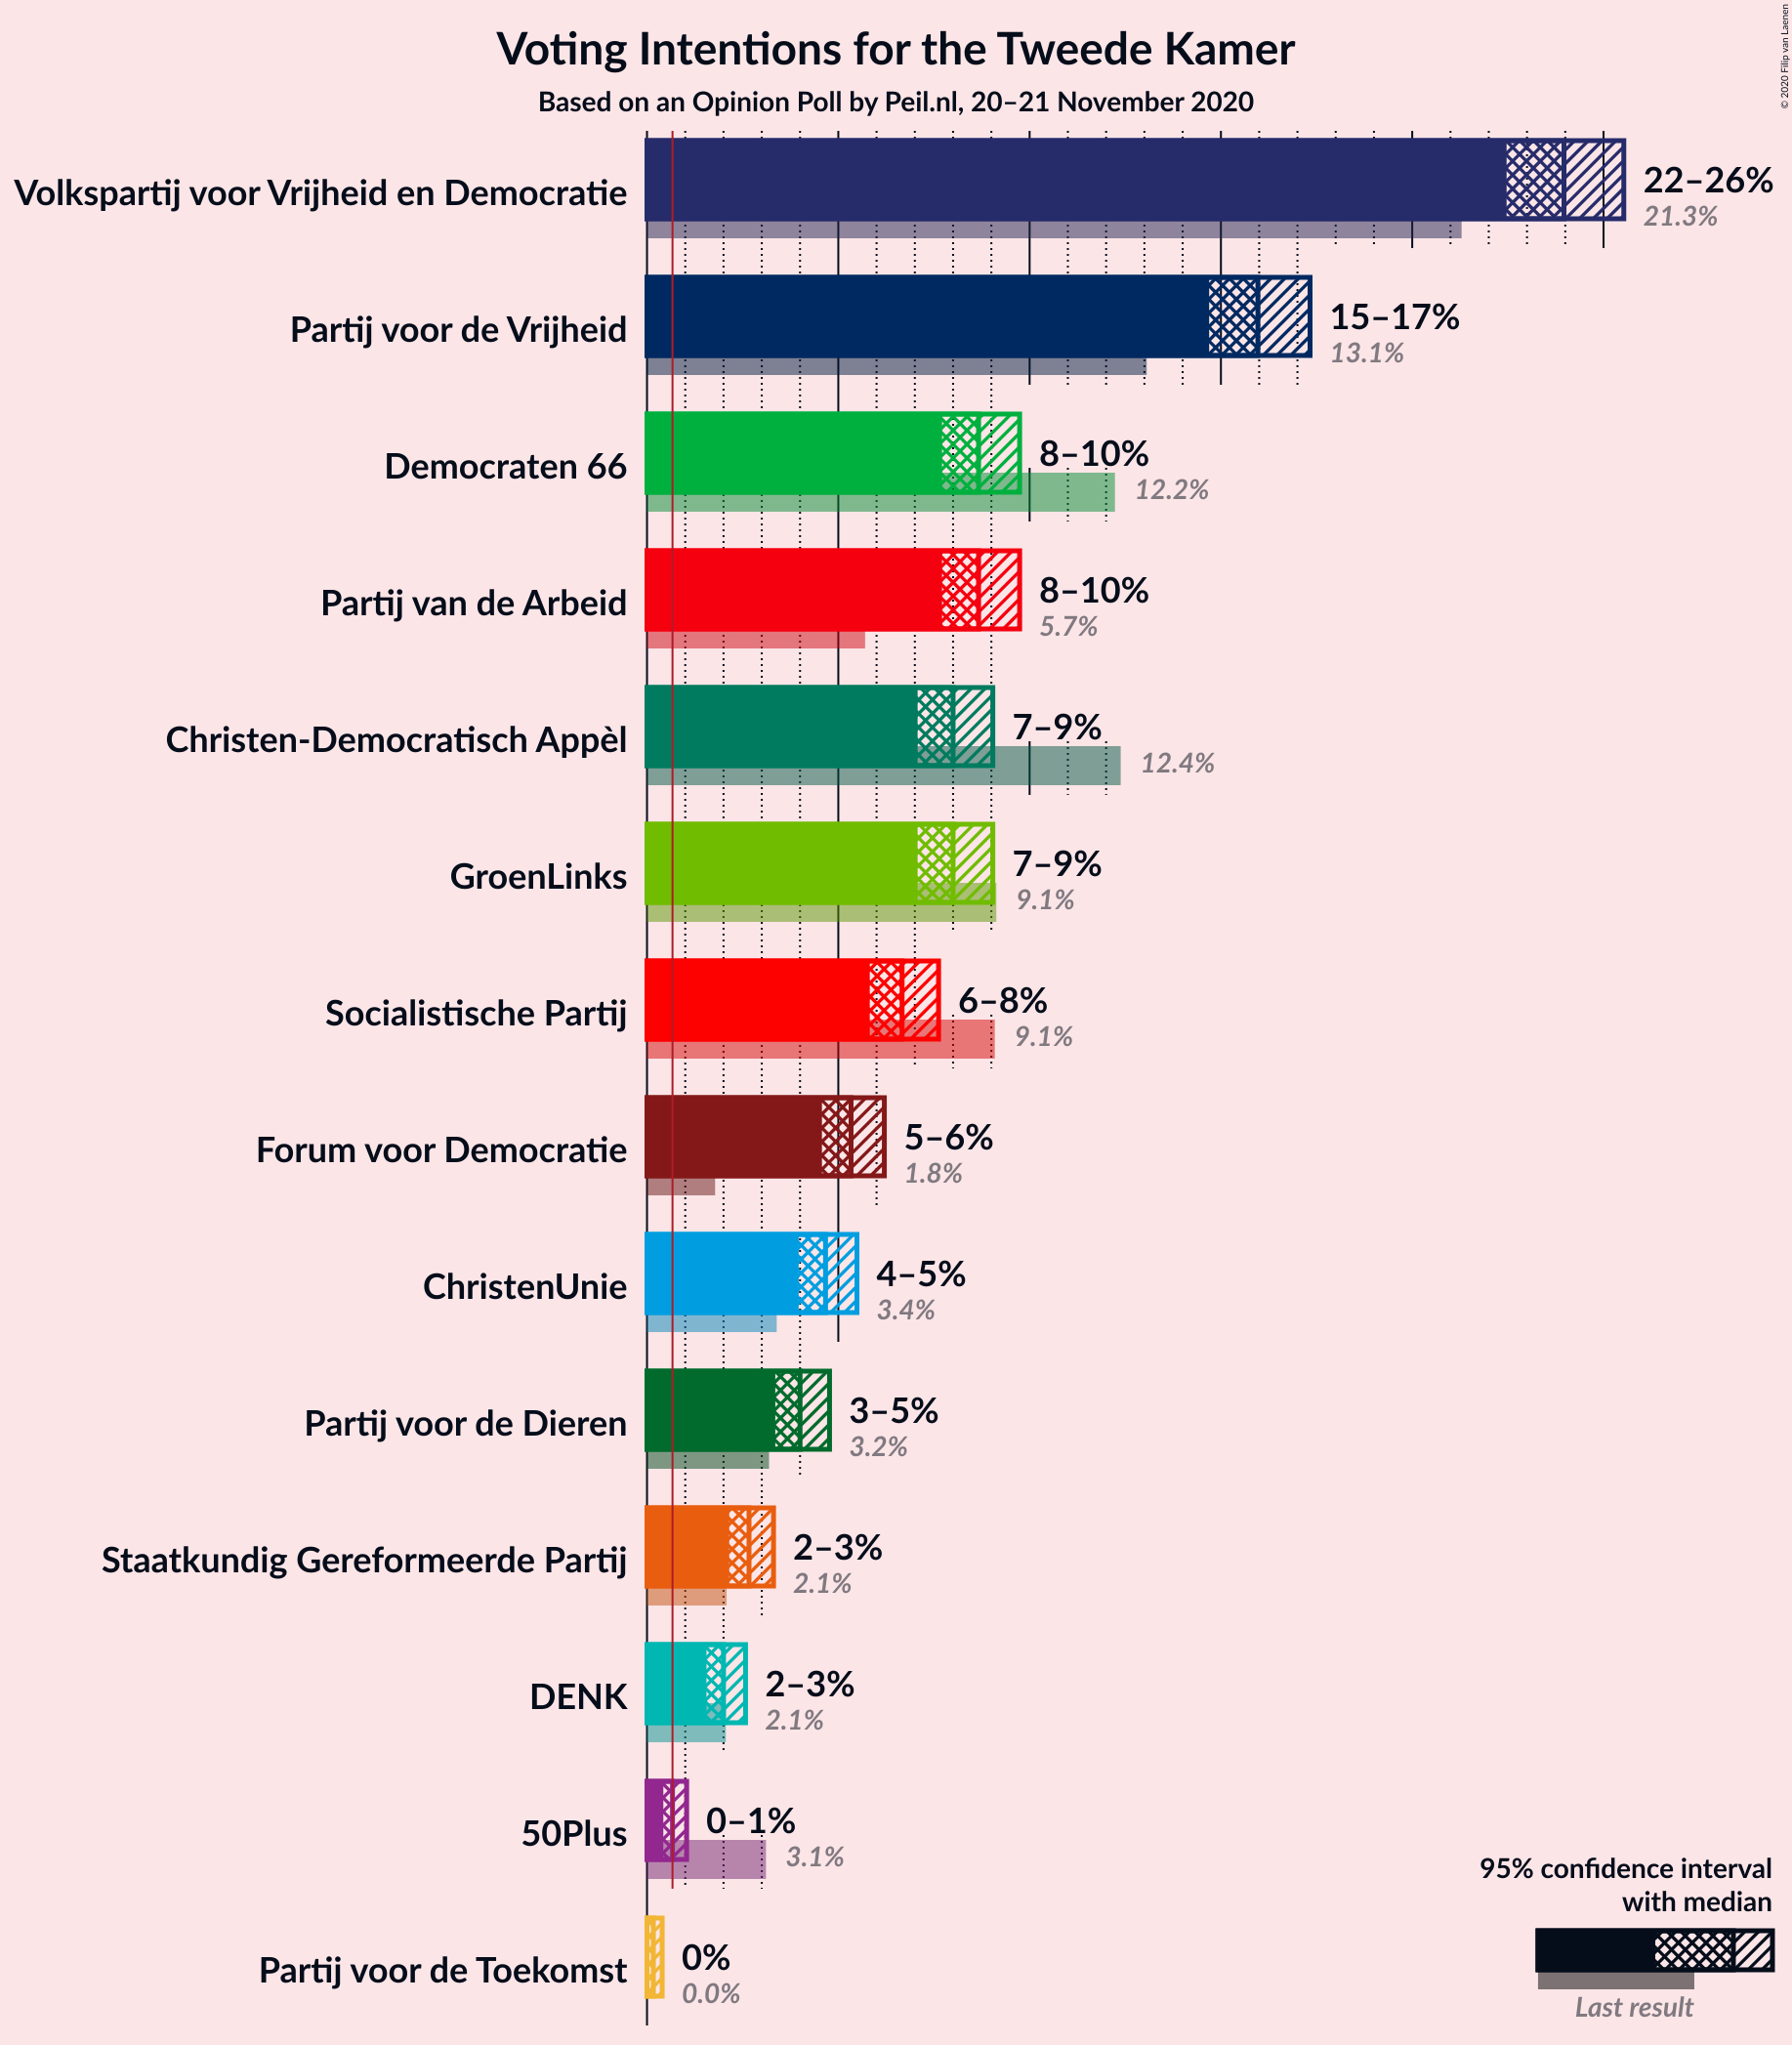 Voting Intentions for the Tweede Kamer
Based on an Opinion Poll by Peil.nl, 20–21 November 2020
© 2020 Filip van Laenen
Volkspartij voor Vrijheid en Democratie
22–26%
21.3%
Partij voor de Vrijheid
15–17%
13.1%
Democraten 66
8–10%
12.2%
Partij van de Arbeid
8–10%
5.7%
Christen-Democratisch Appèl
7–9%
12.4%
GroenLinks
7–9%
9.1%
Socialistische Partij
6–8%
9.1%
Forum voor Democratie
5–6%
1.8%
ChristenUnie
4–5%
3.4%
Partij voor de Dieren
3–5%
3.2%
Staatkundig Gereformeerde Partij
2–3%
2.1%
DENK
2–3%
2.1%
50Plus
0–1%
3.1%
Partij voor de Toekomst
0%
0.0%
95% confidence interval
with median
Last result